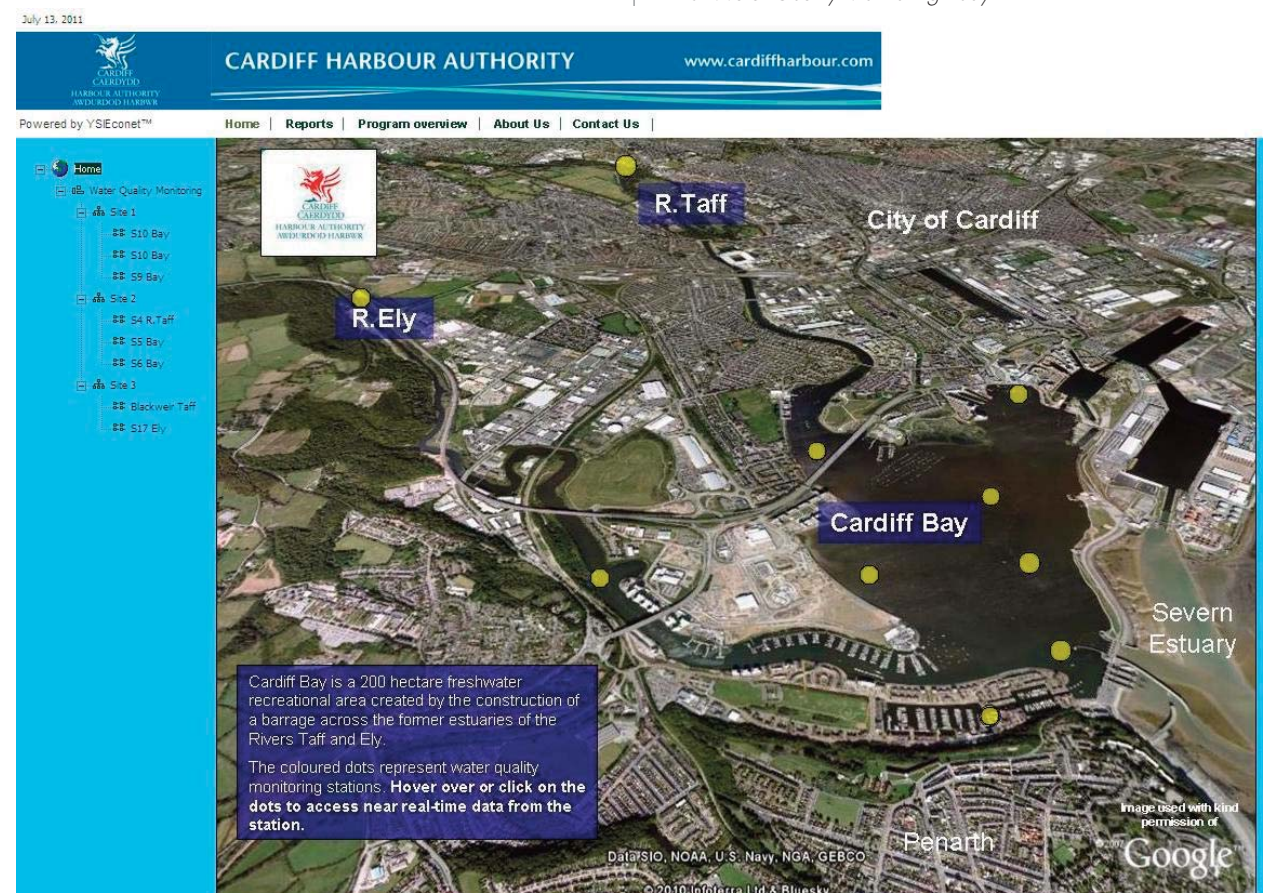 July 13, 2011
CARDIFF
CAERDYDD
HARBOUR AUTHORITY
AWDURDOD HARBWR
CARDIFF HARBOUR AUTHORITY
www.cardiffharbour.com
Powered by YSIEconet™
Home | Reports | Program overview | About Us | Contact Us |
Home
Water Quality Monitoring
Site 1
S10 Bay
S10 Bay
S9 Bay
Site 2
S4 R.Taff
S5 Bay
S6 Bay
Site 3
Blackweir Taff
S17 Ely
CARDIFF
CAERDYDD
HARBOUR AUTHORITY
AWDURDOD HARBWR
R.Taff
City of Cardiff
R.Ely
Cardiff Bay
Severn
Estuary
Cardiff Bay is a 200 hectare freshwater
recreational area created by the construction of
a barrage across the former estuaries of the
Rivers Taff and Ely.
The coloured dots represent water quality
monitoring stations. Hover over or click on the
dots to access near real-time data from the
station.
Penarth
Image used with kind
permission of
Google™
Data SIO, NOAA, U.S. Navy, NGA, GEBCO
© 2010 Infoterra Ltd & Bluesky